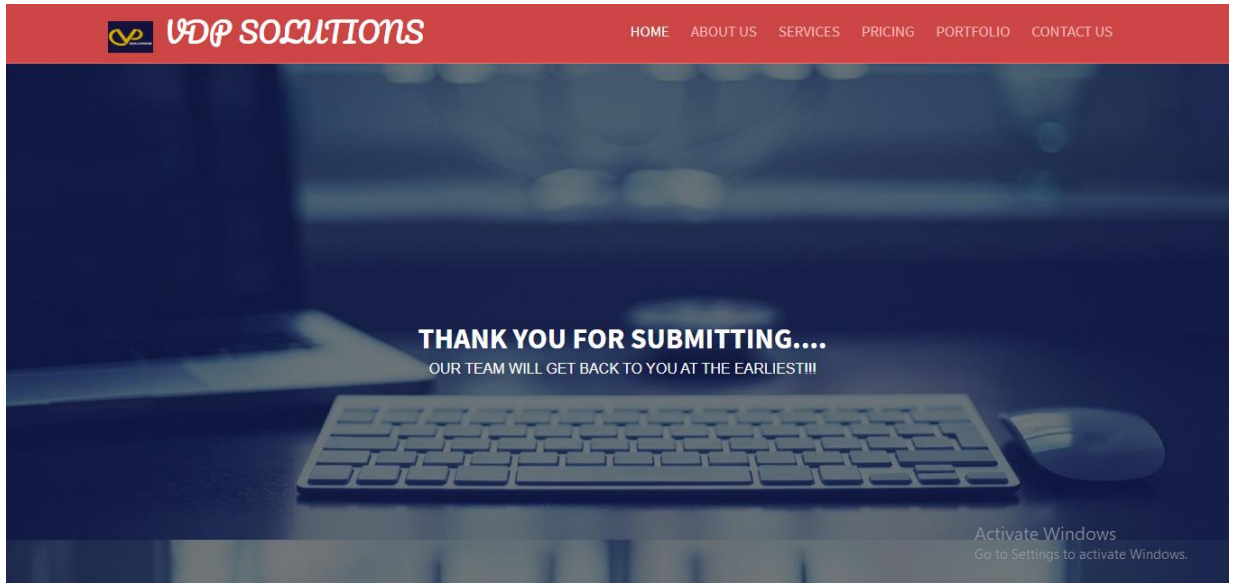 VDP SOLUTIONS
HOME ABOUT US SERVICES PRICING PORTFOLIO CONTACT US
THANK YOU FOR SUBMITTING....
OUR TEAM WILL GET BACK TO YOU AT THE EARLIEST!!!
Activate Windows
Go to Settings to activate Windows.